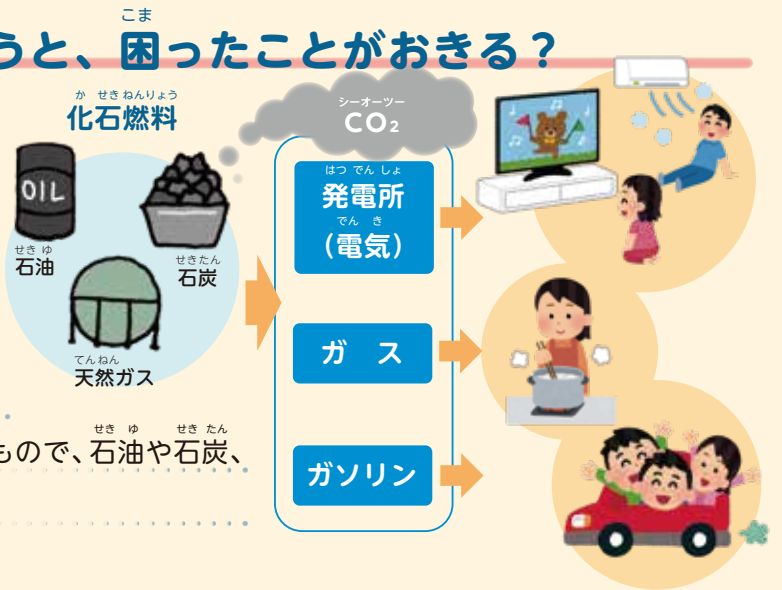 こま
うと、困ったことがおきる？
か せきねんりょう
化石燃料
OIL
せき ゆ
石油
せきたん
石炭
てんねん
天然ガス
シーオーツー
CO₂
はつ でん しょ
発電所
でん き
（電気）
ガ ス
ガソリン
せき ゆ せき たん
もので、石油や石炭、